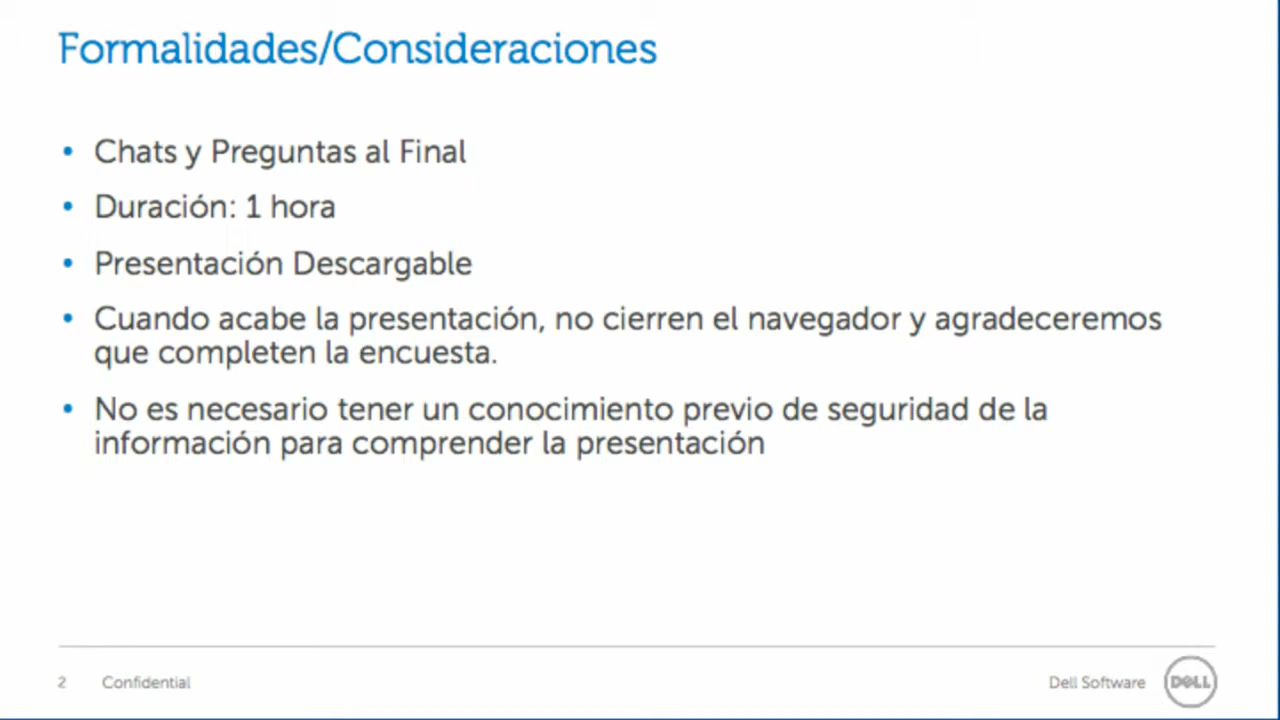 Formalidades/Consideraciones
• Chats y Preguntas al Final
• Duración: 1 hora
• Presentación Descargable
• Cuando acabe la presentación, no cierren el navegador y agradeceremos
que completen la encuesta.
• No es necesario tener un conocimiento previo de seguridad de la
información para comprender la presentación
2 Confidential
Dell Software DELL